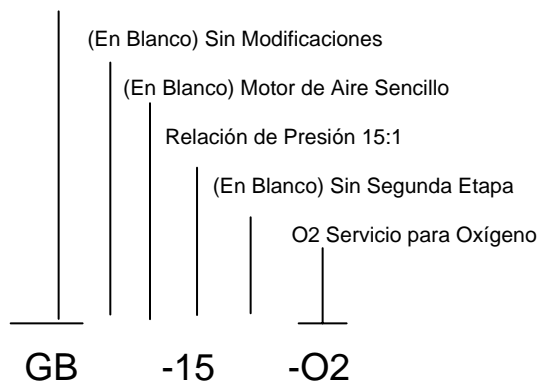 (En Blanco) Sin Modificaciones
(En Blanco) Motor de Aire Sencillo
Relación de Presión 15:1
(En Blanco) Sin Segunda Etapa
O2 Servicio para Oxígeno
GB -15 -O2